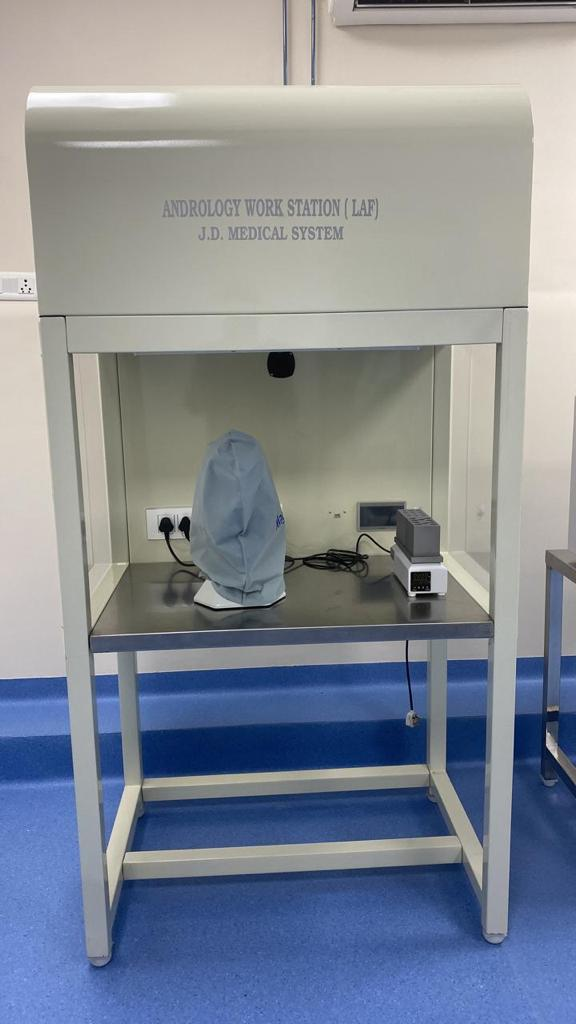 ANDROLOGY WORK STATION ( LAF)
J.D. MEDICAL SYSTEM